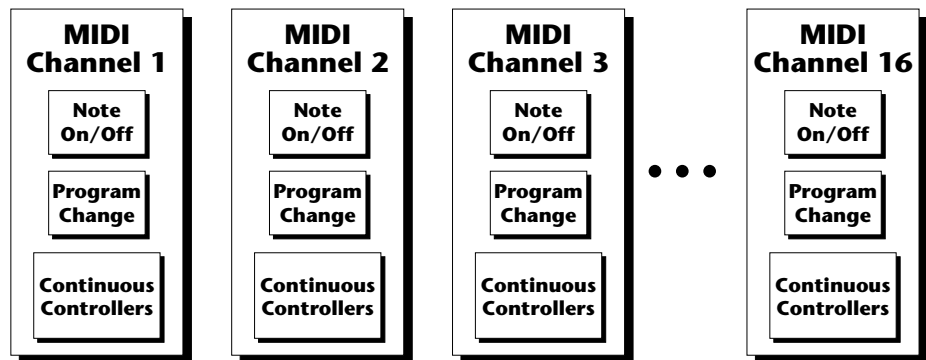 MIDI
Channel 1
Note
On/Off
Program
Change
Continuous
Controllers
MIDI
Channel 2
Note
On/Off
Program
Change
Continuous
Controllers
MIDI
Channel 3
Note
On/Off
Program
Change
Continuous
Controllers
MIDI
Channel 16
Note
On/Off
Program
Change
Continuous
Controllers